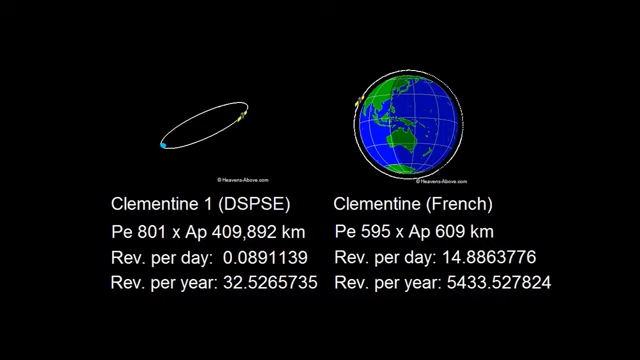 © Heavens-Above.com
© Heavens-Above.com
Clementine 1 (DSPSE)
Pe 801 x Ap 409,892 km
Rev. per day: 0.0891139
Rev. per year: 32.5265735
Clementine (French)
Pe 595 x Ap 609 km
Rev. per day: 14.8863776
Rev. per year: 5433.527824